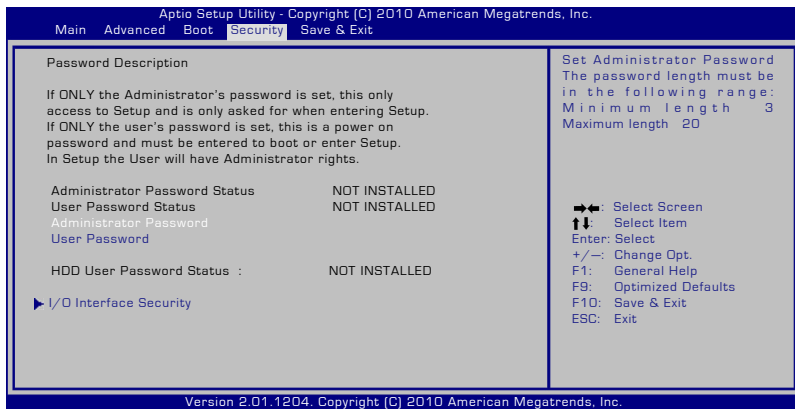 Aptio Setup Utility - Copyright (C) 2010 American Megatrends, Inc.
Main Advanced Boot Security Save & Exit
Password Description
If ONLY the Administrator's password is set, this only
access to Setup and is only asked for when entering Setup.
If ONLY the user's password is set, this is a power on
password and must be entered to boot or enter Setup.
In Setup the User will have Administrator rights.
Administrator Password Status NOT INSTALLED
User Password Status NOT INSTALLED
Administrator Password
User Password
HDD User Password Status : NOT INSTALLED
I/O Interface Security
Set Administrator Password
The password length must be
in the following range:
Minimum length 3
Maximum length 20
→←: Select Screen
↑↓: Select Item
Enter: Select
+/—: Change Opt.
F1: General Help
F9: Optimized Defaults
F10: Save & Exit
ESC: Exit
Version 2.01.1204. Copyright (C) 2010 American Megatrends, Inc.